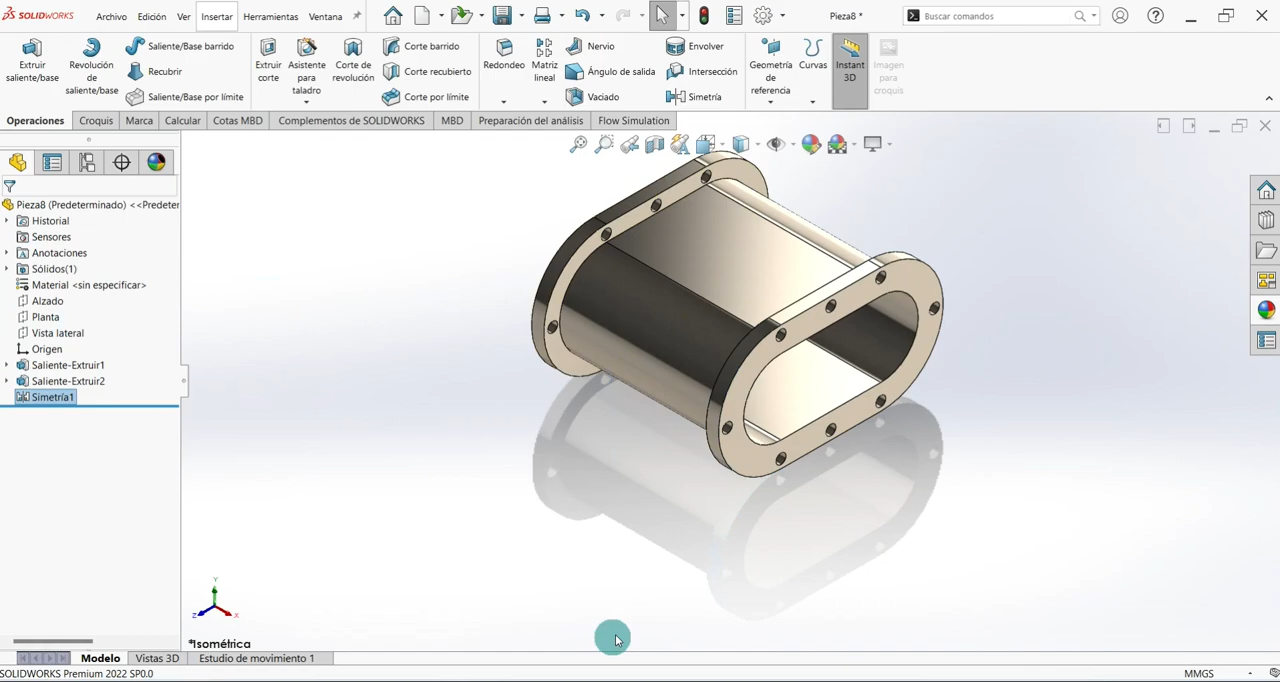 SOLIDWORKS Archivo Edición Ver Insertar Herramientas Ventana Pieza8 * Buscar comandos
Extruir saliente/base
Revolución de saliente/base
Saliente/Base barrido
Recubrir
Saliente/Base por límite
Extruir corte
Asistente para taladro
Corte de revolución
Corte barrido
Corte recubierto
Corte por límite
Redondeo
Matriz lineal
Nervio
Ángulo de salida
Vaciado
Envolver
Intersección
Simetría
Geometría de referencia
Curvas
Instant 3D
Imagen para croquis
Operaciones Croquis Marca Calcular Cotas MBD Complementos de SOLIDWORKS MBD Preparación del análisis Flow Simulation
Pieza8 (Predeterminado) <<Predeter
Historial
Sensores
Anotaciones
Sólidos(1)
Material <sin especificar>
Alzado
Planta
Vista lateral
Origen
Saliente-Extruir1
Saliente-Extruir2
Simetría1
Y
Z X
*Isométrica
Modelo Vistas 3D Estudio de movimiento 1
SOLIDWORKS Premium 2022 SP0.0 MMGS